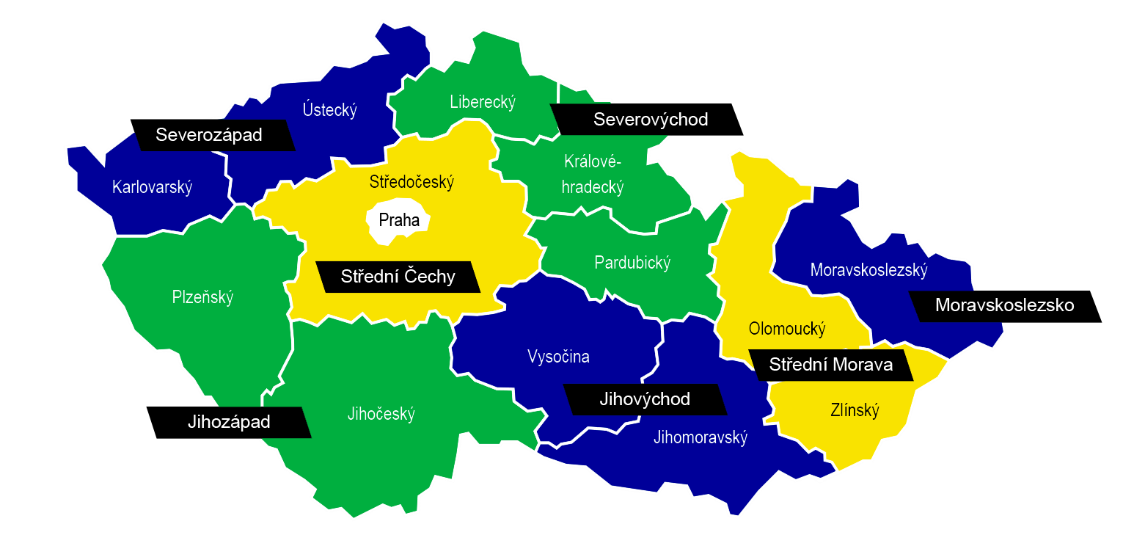 Liberecký
Ústecký
Severovýchod
Severozápad
Králové-
hradecký
Karlovarský
Středočeský
Praha
Pardubický
Moravskoslezský
Střední Čechy
Plzeňský
Moravskoslezsko
Olomoucký
Vysočina
Střední Morava
Jihovýchod
Jihočeský
Zlínský
Jihozápad
Jihomoravský